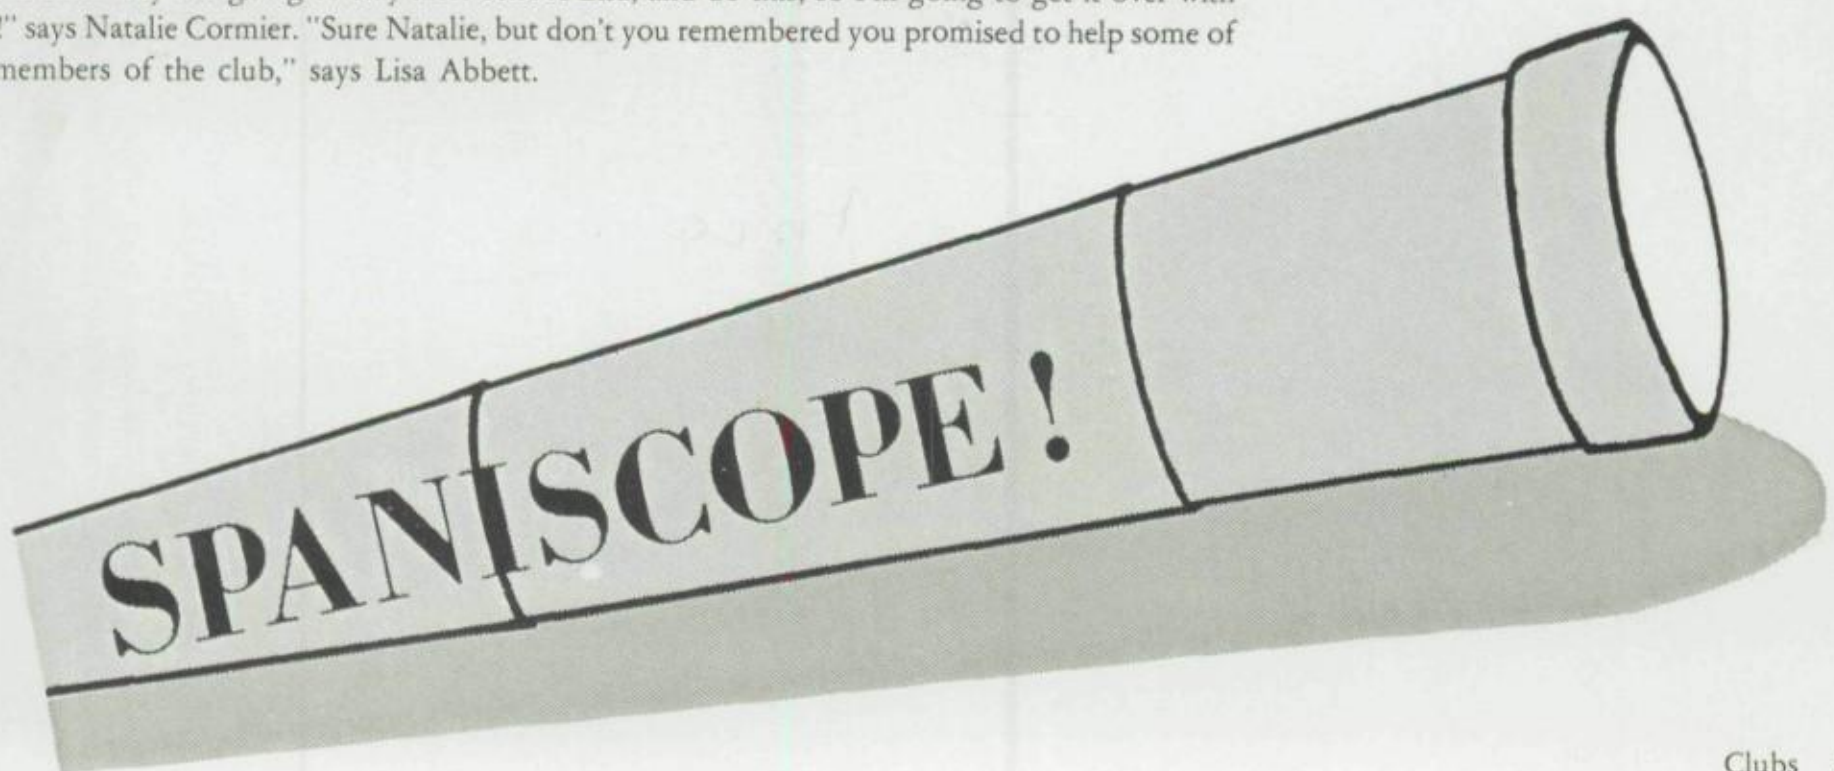 !" says Natalie Cormier. "Sure Natalie, but don't you remembered you promised to help some of
members of the club," says Lisa Abbett.
SPANISCOPE!
Clubs